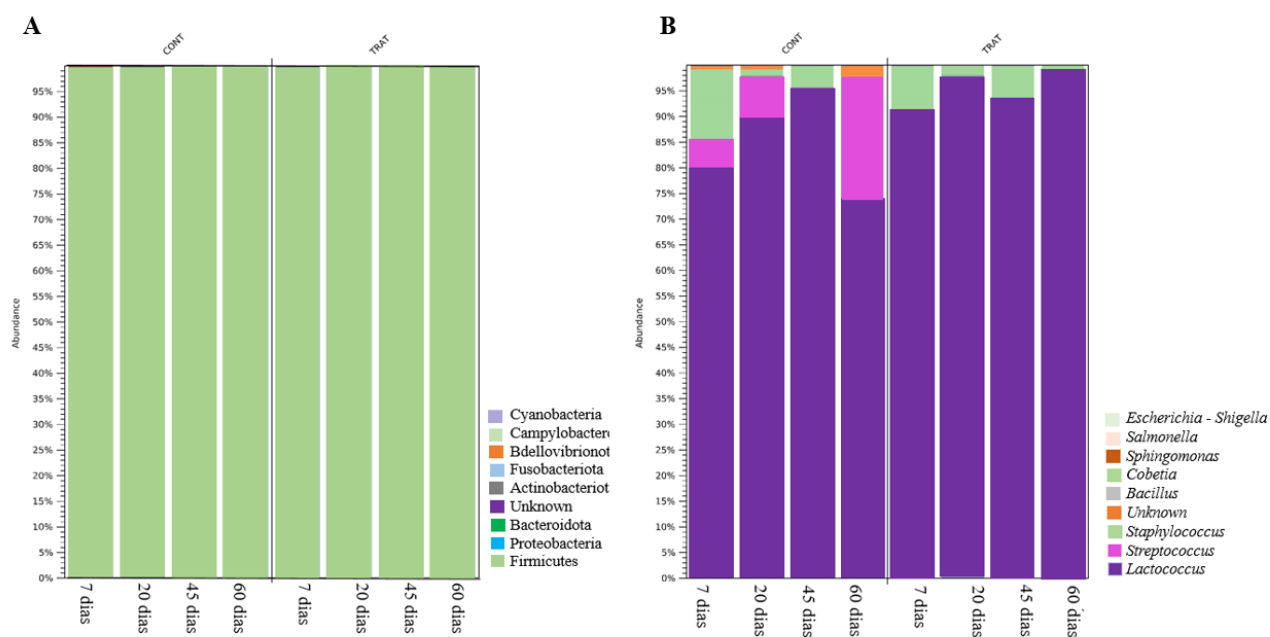 A
CONT
TRAT
95%
90%
85%
80%
75%
70%
65%
60%
55%
50%
45%
40%
35%
30%
25%
20%
15%
10%
5%
0%
Abundance
7 dias
20 dias
45 dias
60 dias
7 dias
20 dias
45 dias
60 dias
Cyanobacteria
Campylobacter
Bdellovibrionot
Fusobacteriota
Actinobacteriot
Unknown
Bacteroidota
Proteobacteria
Firmicutes
B
CONT
TRAT
95%
90%
85%
80%
75%
70%
65%
60%
55%
50%
45%
40%
35%
30%
25%
20%
15%
10%
5%
0%
Abundance
7 dias
20 dias
45 dias
60 dias
7 dias
20 dias
45 dias
60 dias
Escherichia - Shigella
Salmonella
Sphingomonas
Cobetia
Bacillus
Unknown
Staphylococcus
Streptococcus
Lactococcus